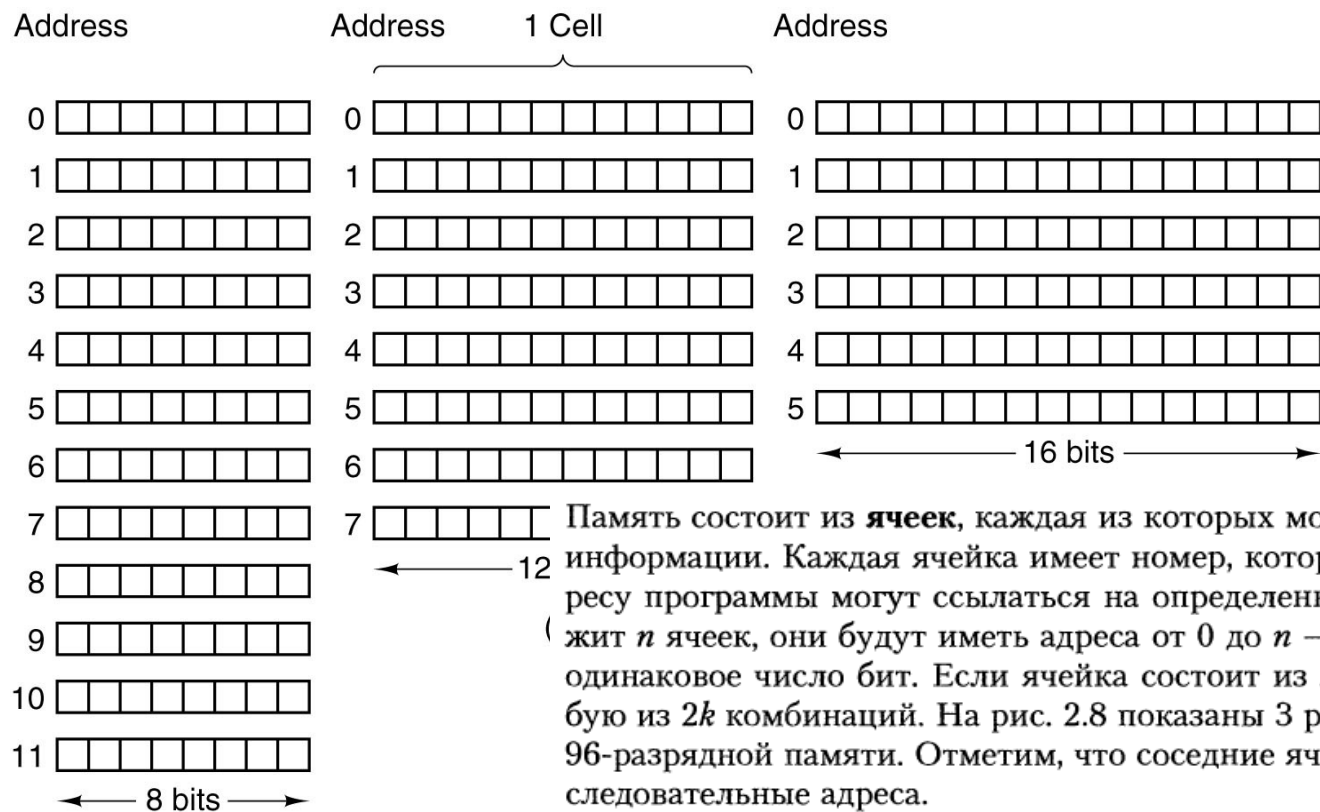 Address
0
1
2
3
4
5
6
7
8
9
10
11
8 bits
Address 1 Cell
0
1
2
3
4
5
6
7
12
(
Address
0
1
2
3
4
5
16 bits
Память состоит из ячеек, каждая из которых мо
информации. Каждая ячейка имеет номер, котор
ресу программы могут ссылаться на определенн
жит n ячеек, они будут иметь адреса от 0 до n –
одинаковое число бит. Если ячейка состоит из
бую из 2k комбинаций. На рис. 2.8 показаны 3 р
96-разрядной памяти. Отметим, что соседние яч
следовательные адреса.